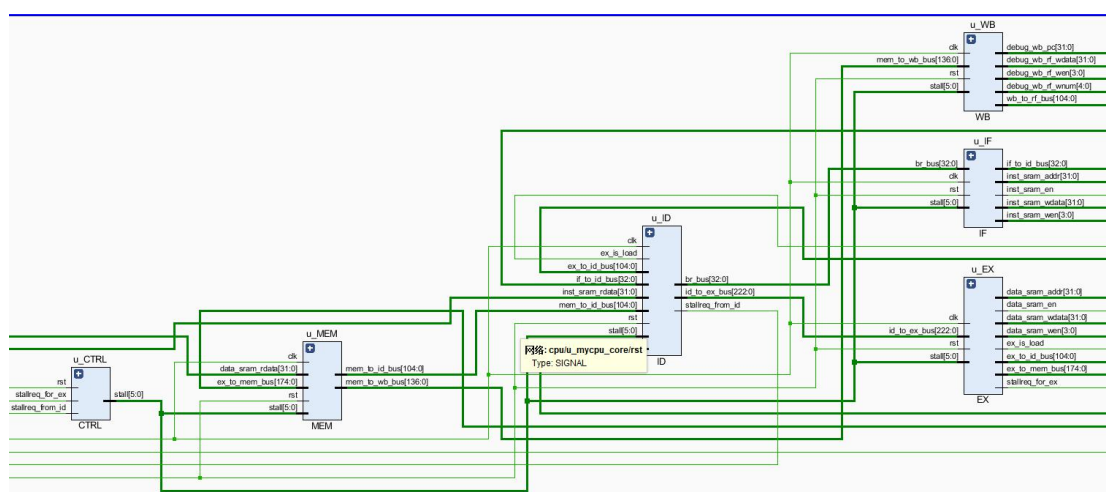 u_WB
clk
mem_to_wb_bus[136:0]
rst
stall[5:0]
debug_wb_pc[31:0]
debug_wb_rf_wdata[31:0]
debug_wb_rf_wen[3:0]
debug_wb_rf_wnum[4:0]
wb_to_rf_bus[104:0]
WB
u_IF
br_bus[32:0]
clk
rst
stall[5:0]
if_to_id_bus[32:0]
inst_sram_addr[31:0]
inst_sram_en
inst_sram_wdata[31:0]
inst_sram_wen[3:0]
IF
u_ID
clk
ex_is_load
ex_to_id_bus[104:0]
if_to_id_bus[32:0]
inst_sram_rdata[31:0]
mem_to_id_bus[104:0]
rst
stall[5:0]
br_bus[32:0]
id_to_ex_bus[222:0]
stallreq_from_id
ID
网络: cpu/u_mycpu_core/rst
Type: SIGNAL
u_EX
clk
id_to_ex_bus[222:0]
rst
stall[5:0]
data_sram_addr[31:0]
data_sram_en
data_sram_wdata[31:0]
data_sram_wen[3:0]
ex_is_load
ex_to_id_bus[104:0]
ex_to_mem_bus[174:0]
stallreq_for_ex
EX
u_MEM
clk
data_sram_rdata[31:0]
ex_to_mem_bus[174:0]
rst
stall[5:0]
mem_to_id_bus[104:0]
mem_to_wb_bus[136:0]
MEM
u_CTRL
rst
stallreq_for_ex
stallreq_from_id
stall[5:0]
CTRL